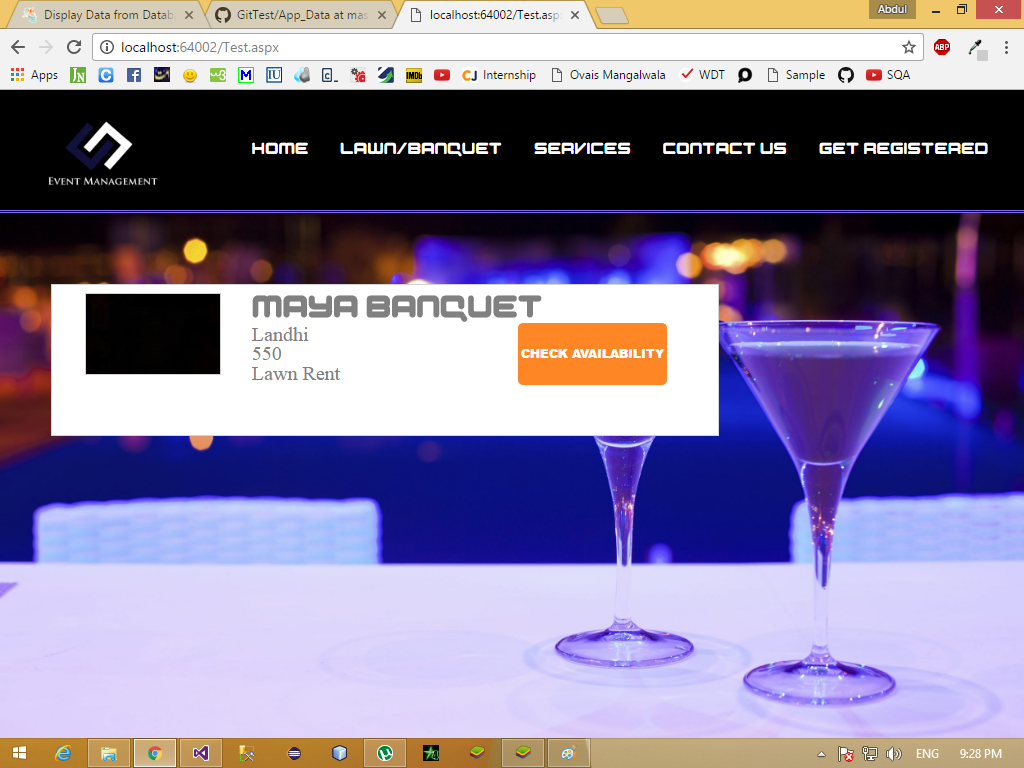 Display Data from Datab
GitTest/App_Data at mas
localhost:64002/Test.asp
Abdul
localhost:64002/Test.aspx
ABP
Apps
Internship
Ovais Mangalwala
WDT
Sample
SQA
EVENT MANAGEMENT
HOME
LAWN/BANQUET
SERVICES
CONTACT US
GET REGISTERED
MAYA BANQUET
Landhi
550
Lawn Rent
CHECK AVAILABILITY
ENG
9:28 PM